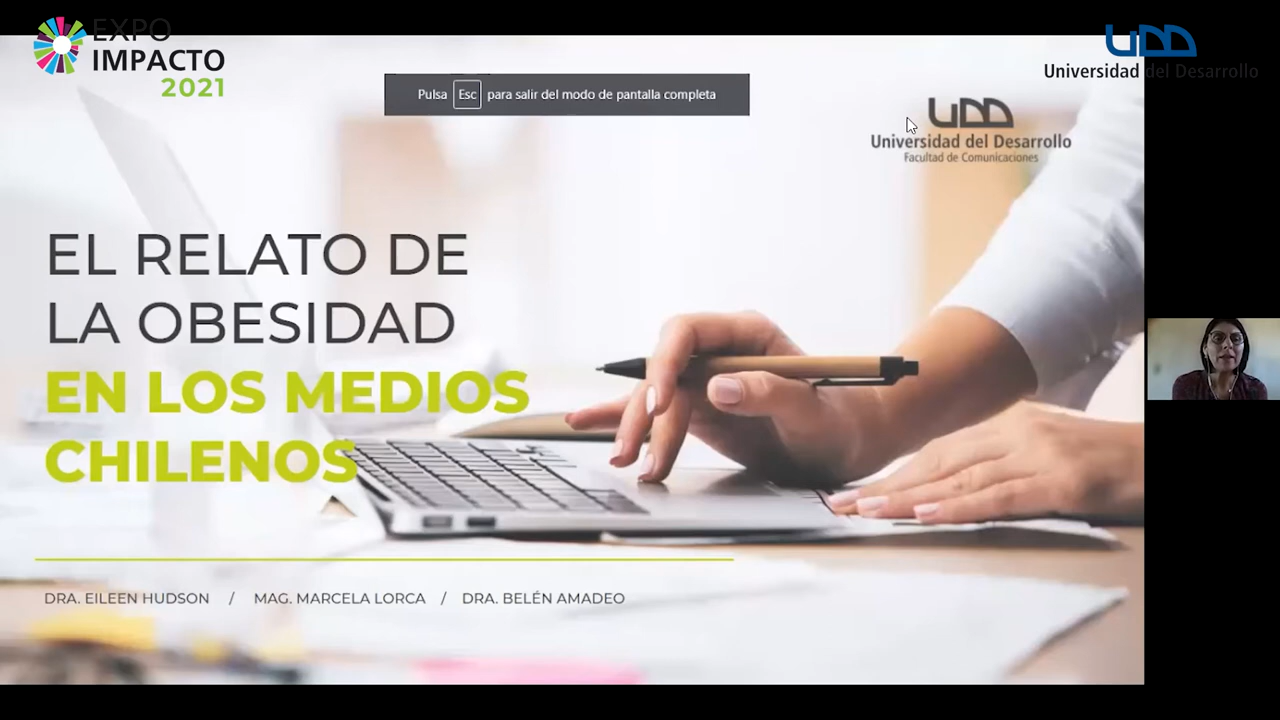 EXPO
IMPACTO
2021
UDD
Universidad del Desarrollo
Pulsa Esc para salir del modo de pantalla completa
UDD
Universidad del Desarrollo
Facultad de Comunicaciones
EL RELATO DE
LA OBESIDAD
EN LOS MEDIOS
CHILENOS
DRA. EILEEN HUDSON / MAG. MARCELA LORCA / DRA. BELÉN AMADEO